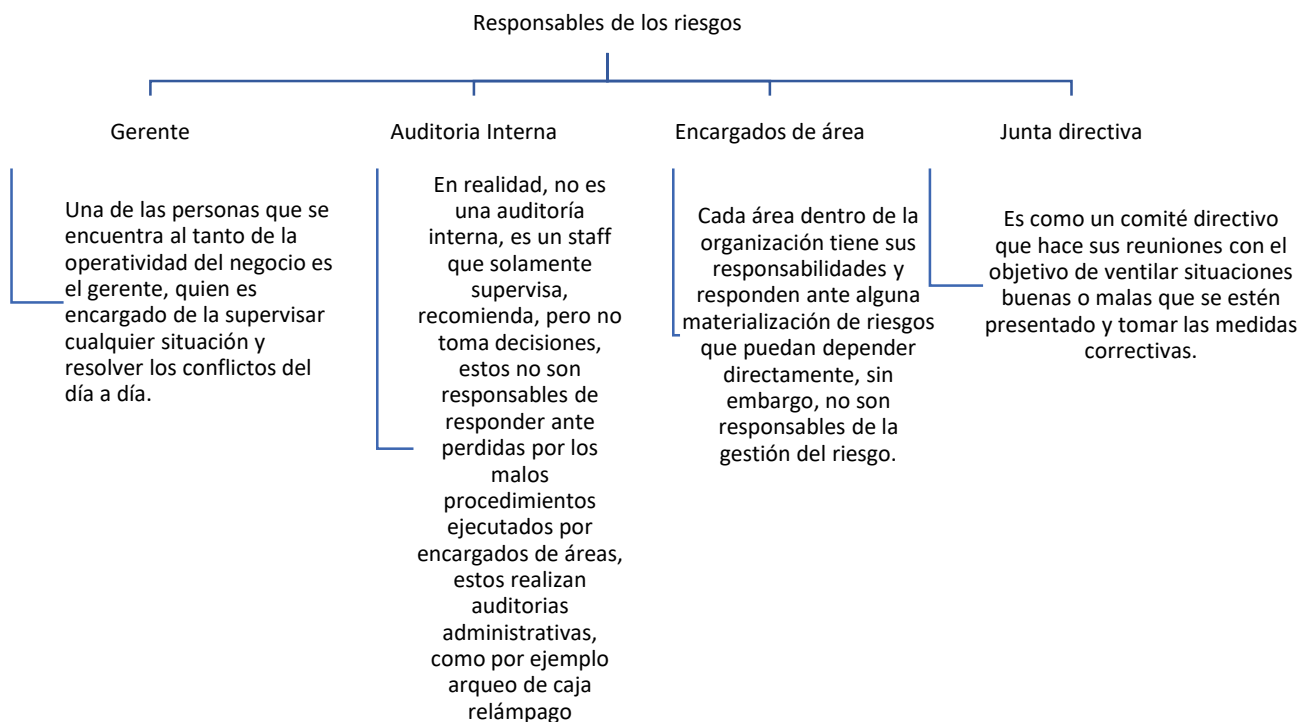 Responsables de los riesgos
Gerente
Una de las personas que se
encuentra al tanto de la
operatividad del negocio es
el gerente, quien es
encargado de la supervisar
cualquier situación y
resolver los conflictos del
día a día.
Auditoria Interna
En realidad, no es
una auditoría
interna, es un staff
que solamente
supervisa,
recomienda, pero no
toma decisiones,
estos no son
responsables de
responder ante
perdidas por los
malos
procedimientos
ejecutados por
encargados de áreas,
estos realizan
auditorias
administrativas,
como por ejemplo
arqueo de caja
relámpago
Encargados de área
Cada área dentro de la
organización tiene sus
responsabilidades y
responden ante alguna
materialización de riesgos
que puedan depender
directamente, sin
embargo, no son
responsables de la
gestión del riesgo.
Junta directiva
Es como un comité directivo
que hace sus reuniones con el
objetivo de ventilar situaciones
buenas o malas que se estén
presentado y tomar las medidas
correctivas.